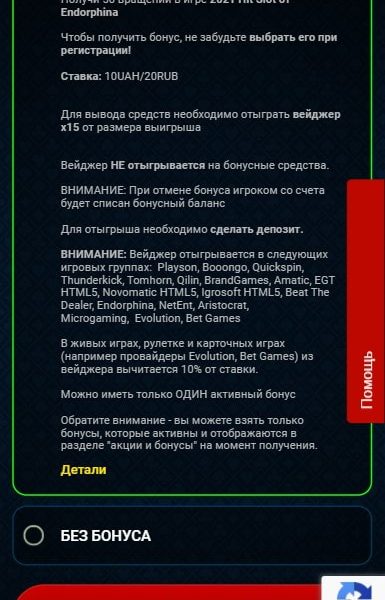 Получи 50 вращений в игре 2021 Hit Slot от
Endorphina
Чтобы получить бонус, не забудьте выбрать его при
регистрации!
Ставка: 10UAH/20RUB
Для вывода средств необходимо отыграть вейджер
x15 от размера выигрыша
Вейджер НЕ отыгрывается на бонусные средства.
ВНИМАНИЕ: При отмене бонуса игроком со счета
будет списан бонусный баланс
Для отыгрыша необходимо сделать депозит.
ВНИМАНИЕ: Вейджер отыгрывается в следующих
игровых группах: Playson, Booongo, Quickspin,
Thunderkick, Tomhorn, Qilin, BrandGames, Amatic, EGT
HTML5, Novomatic HTML5, Igrosoft HTML5, Beat The
Dealer, Endorphina, NetEnt, Aristocrat,
Microgaming, Evolution, Bet Games
В живых играх, рулетке и карточных играх
(например провайдеры Evolution, Bet Games) из
вейджера вычитается 10% от ставки.
Можно иметь только ОДИН активный бонус
Обратите внимание - вы можете взять только
бонусы, которые активны и отображаются в
разделе "акции и бонусы" на момент получения.
Детали
БЕЗ БОНУСА
Помощь